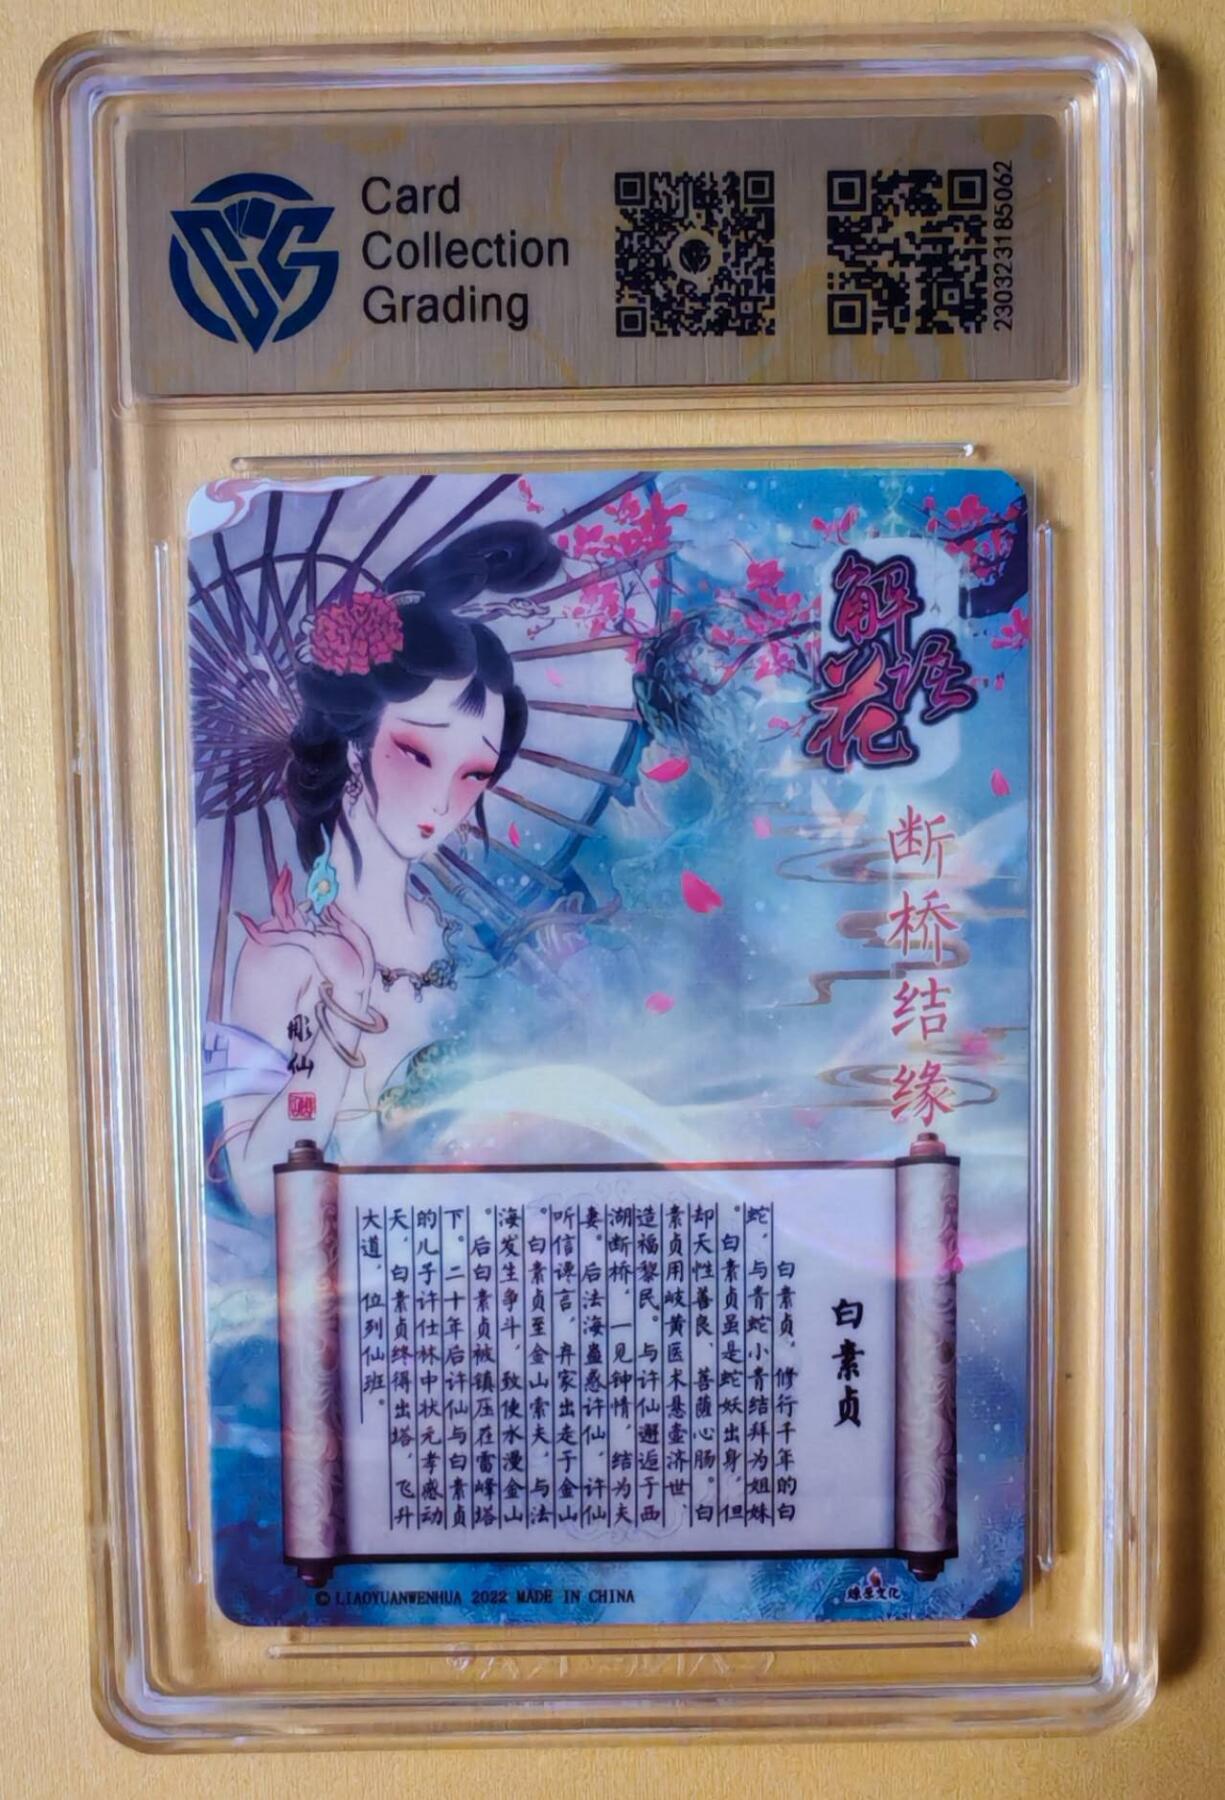 Card
Collection
Grading
230323185062
解语花
断桥结缘
彫仙
白素贞
白素贞，修行千年的白
蛇，与青蛇小青结拜为姐妹
。白素贞虽是蛇妖出身，但
却天性善良、菩萨心肠。白
素贞用岐黄医术悬壶济世、
造福黎民。与许仙邂逅于西
湖断桥，一见钟情，结为夫
妻。后法海蛊惑许仙，许仙
听信谗言，弃家出走于金山
。白素贞至金山索夫，与法
海发生争斗，致使水漫金山
。后白素贞被镇压在雷峰塔
下。二十年后许仙与白素贞
的儿子许仕林中状元孝感动
天，白素贞终得出塔，飞升
大道，位列仙班。
© LIAOYUANWENHUA 2022 MADE IN CHINA
燎原文化